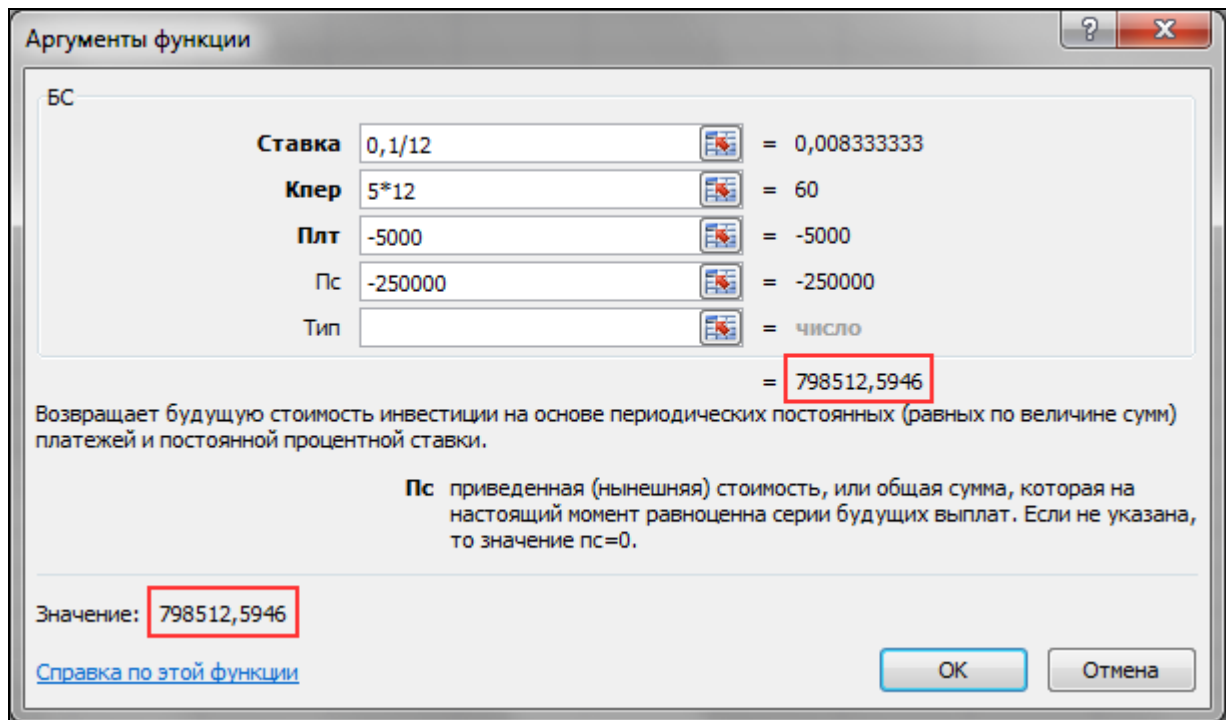 Аргументы функции
БС
Ставка 0,1/12 = 0,008333333
Кпер 5*12 = 60
Плт -5000 = -5000
Пс -250000 = -250000
Тип = число
= 798512,5946
Возвращает будущую стоимость инвестиции на основе периодических постоянных (равных по величине сумм)
платежей и постоянной процентной ставки.
Пс приведенная (нынешняя) стоимость, или общая сумма, которая на
настоящий момент равноценна серии будущих выплат. Если не указана,
то значение пс=0.
Значение: 798512,5946
Справка по этой функции
ОК
Отмена